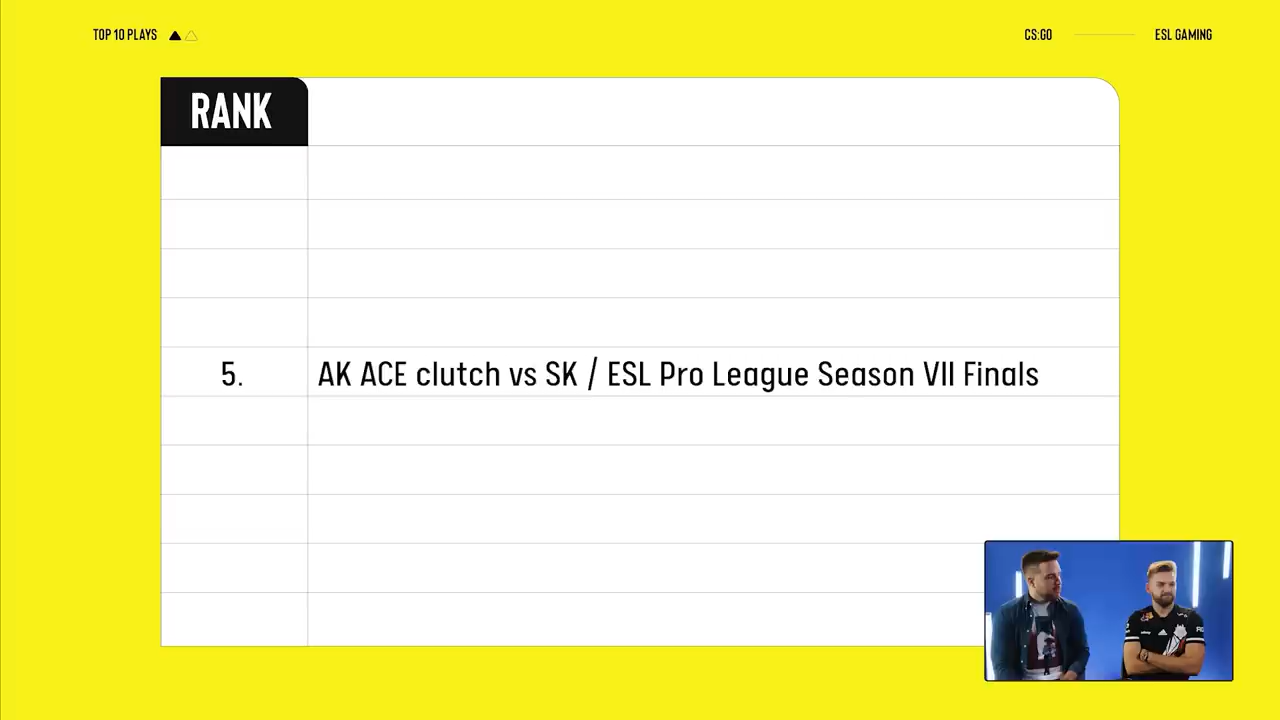 TOP 10 PLAYS
CS:GO
ESL GAMING
RANK
5.
AK ACE clutch vs SK / ESL Pro League Season VII Finals